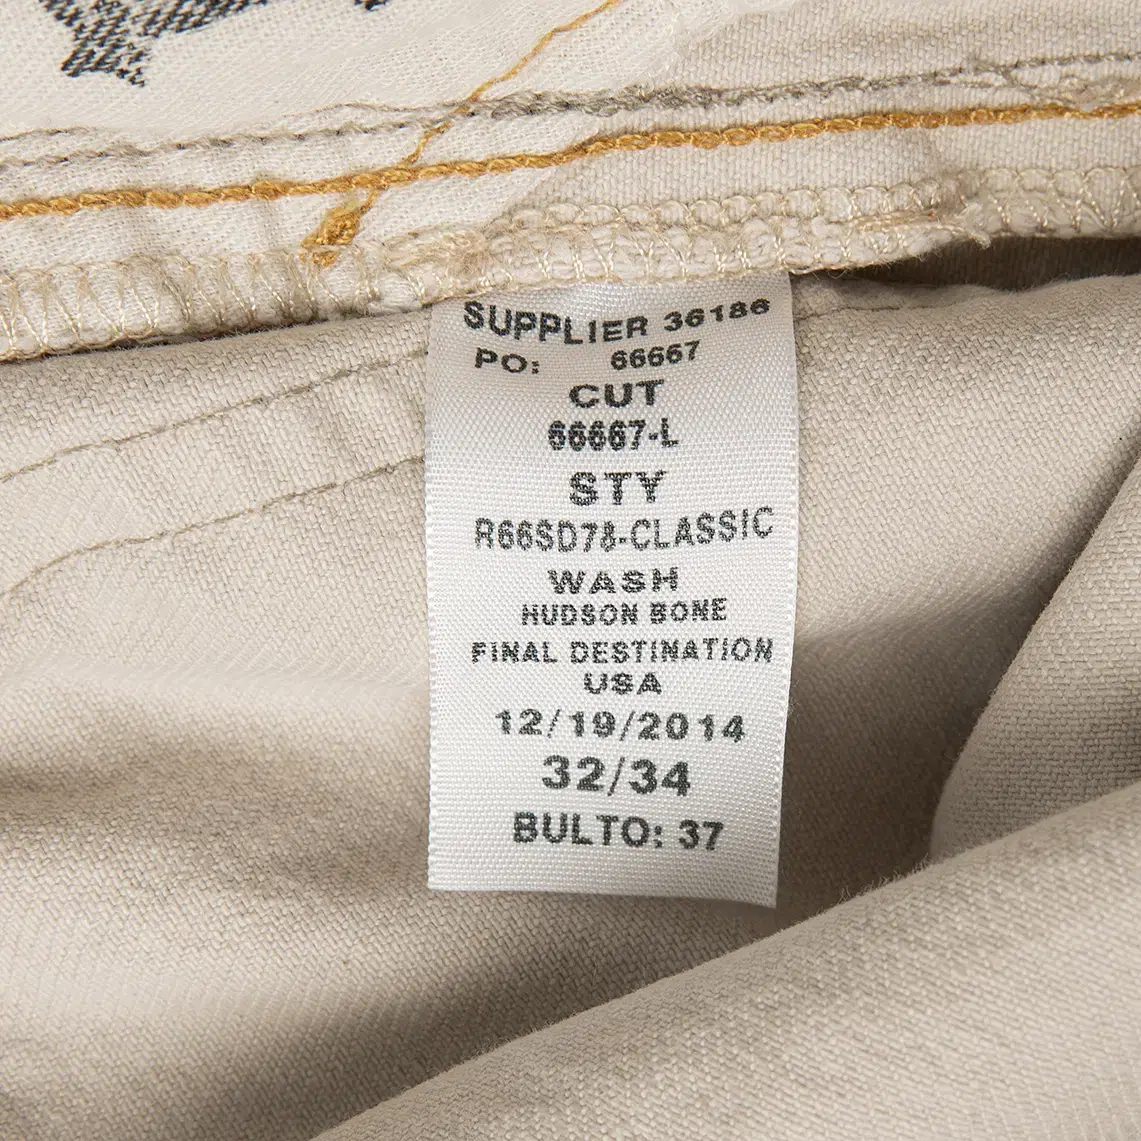 SUPPLIER 36186
PO: 66667
CUT
66667-L
STY
R66SD78-CLASSIC
WASH
HUDSON BONE
FINAL DESTINATION
USA
12/19/2014
32/34
BULTO: 37